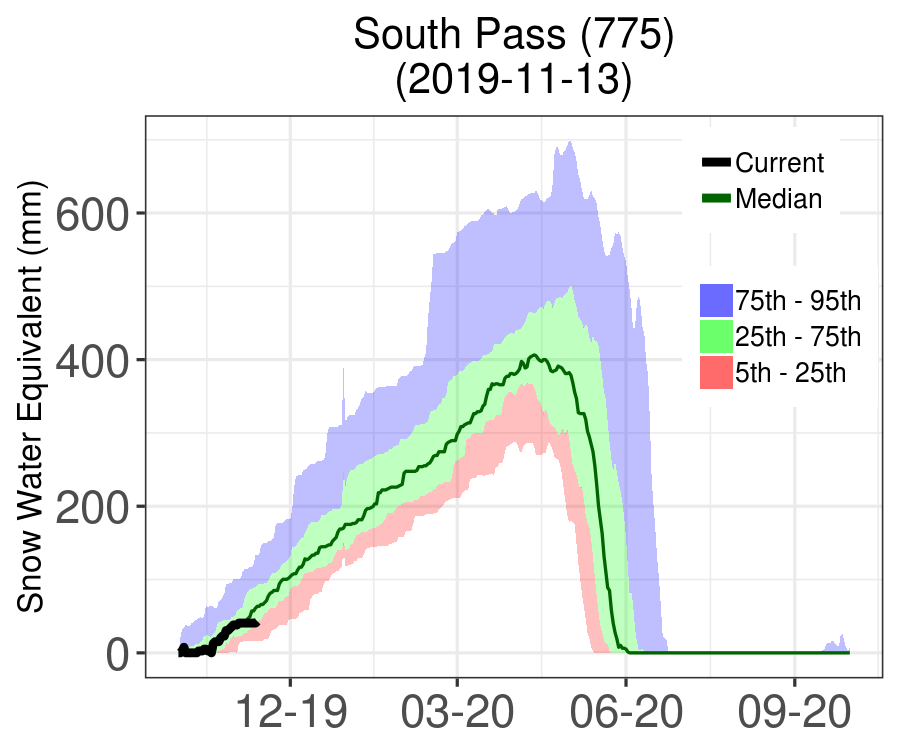 South Pass (775)
(2019-11-13)
Snow Water Equivalent (mm)
600
400
200
0
12-19
03-20
06-20
09-20
Current
Median
75th - 95th
25th - 75th
5th - 25th